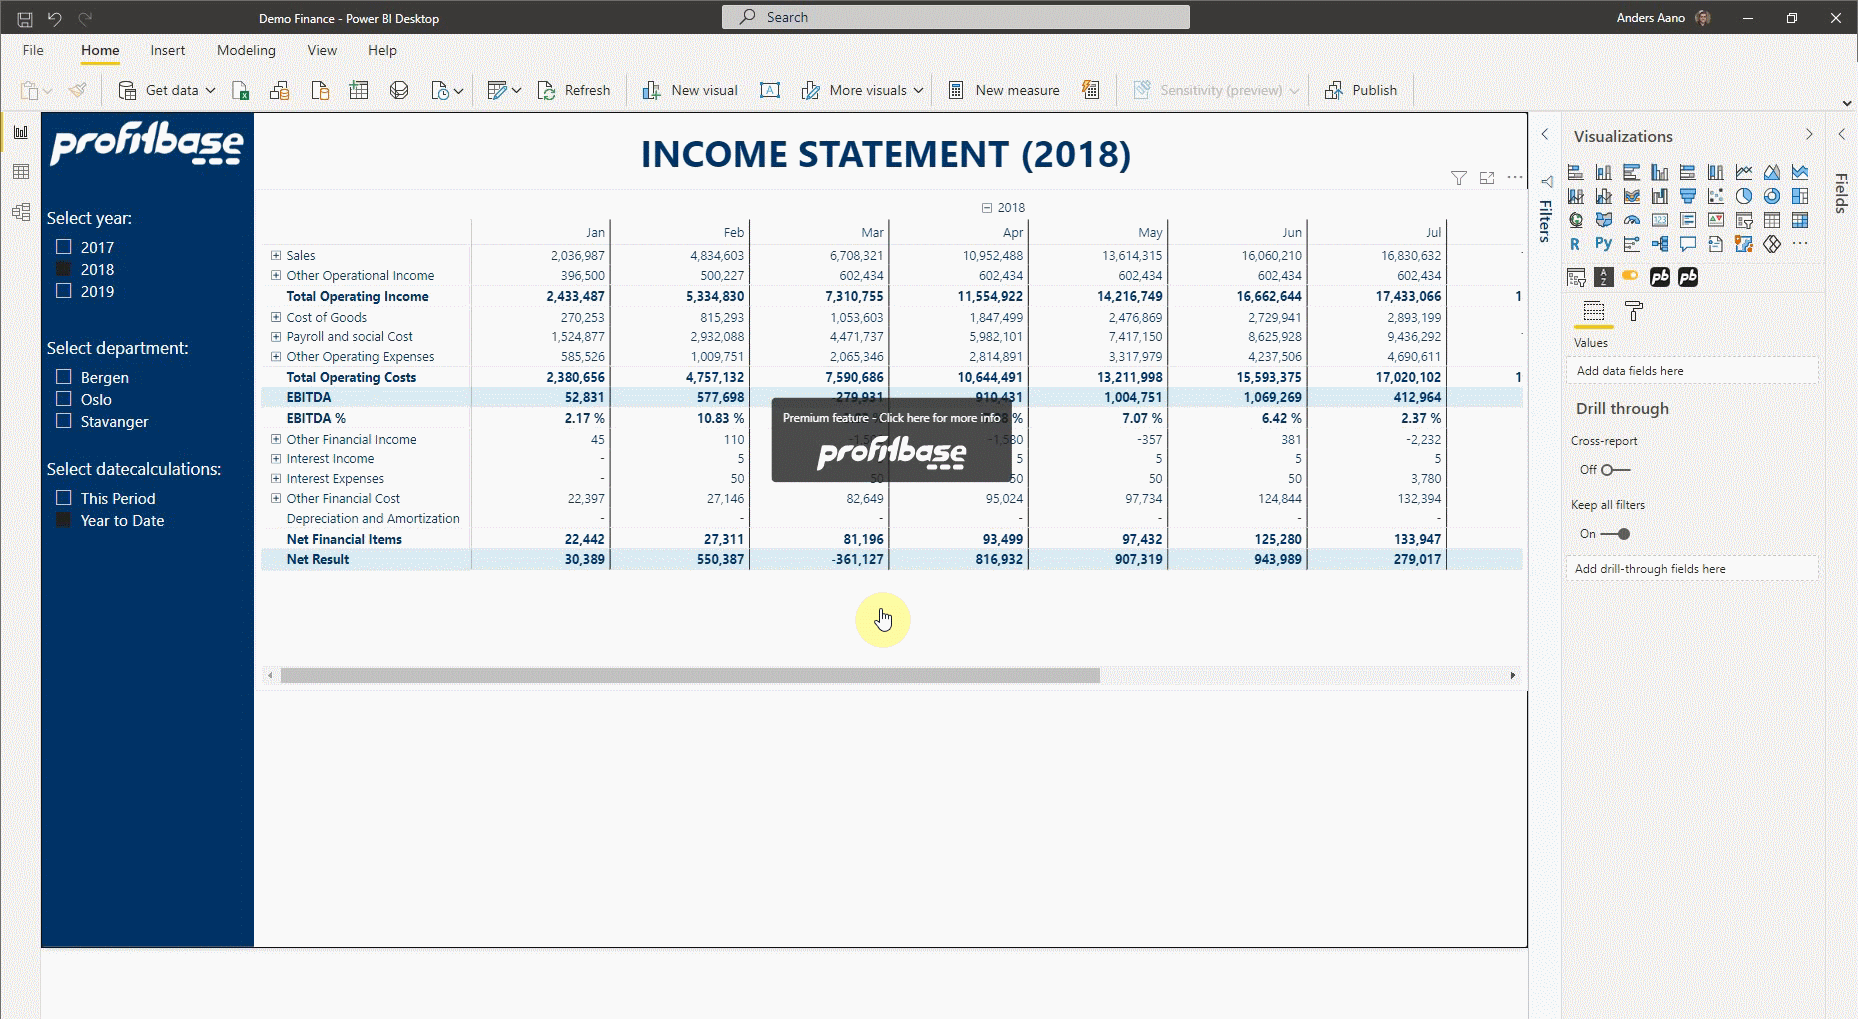 Demo Finance - Power BI Desktop
Search
Anders Aano
File Home Insert Modeling View Help
Get data Refresh New visual More visuals New measure Sensitivity (preview) Publish
profitbase
INCOME STATEMENT (2018)
Select year:
2017
2018
2019
Select department:
Bergen
Oslo
Stavanger
Select datecalculations:
This Period
Year to Date
2018
Jan Feb Mar Apr May Jun Jul
Sales 2,036,987 4,834,603 6,708,321 10,952,488 13,614,315 16,060,210 16,830,632
Other Operational Income 396,500 500,227 602,434 602,434 602,434 602,434 602,434
Total Operating Income 2,433,487 5,334,830 7,310,755 11,554,922 14,216,749 16,662,644 17,433,066 1
Cost of Goods 270,253 815,293 1,053,603 1,847,499 2,476,869 2,729,941 2,893,199
Payroll and social Cost 1,524,877 2,932,088 4,471,737 5,982,101 7,417,150 8,625,928 9,436,292
Other Operating Expenses 585,526 1,009,751 2,065,346 2,814,891 3,317,979 4,237,506 4,690,611
Total Operating Costs 2,380,656 4,757,132 7,590,686 10,644,491 13,211,998 15,593,375 17,020,102 1
EBITDA 52,831 577,698 -279,931 910,431 1,004,751 1,069,269 412,964
EBITDA % 2.17 % 10.83 % 7.07 % 6.42 % 2.37 %
Other Financial Income 45 110 -357 381 -2,232
Interest Income - 5 5 5 5 5
Interest Expenses - 50 50 50 50 50 3,780
Other Financial Cost 22,397 27,146 82,649 95,024 97,734 124,844 132,394
Depreciation and Amortization - - - - - - -
Net Financial Items 22,442 27,311 81,196 93,499 97,432 125,280 133,947
Net Result 30,389 550,387 -361,127 816,932 907,319 943,989 279,017
Premium feature - Click here for more info
profitbase
Filters
Visualizations
R Py
A Z pb pb
Values
Add data fields here
Drill through
Cross-report
Off
Keep all filters
On
Add drill-through fields here
Fields